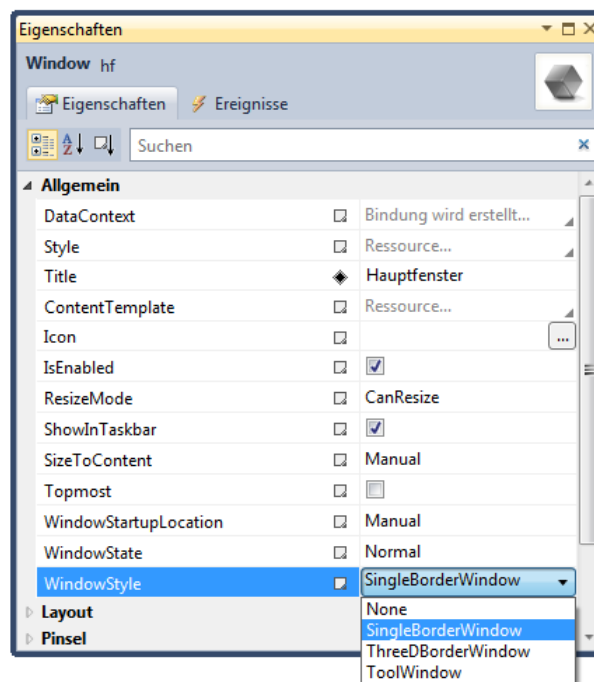 Eigenschaften
Window hf
Eigenschaften Ereignisse
Suchen
Allgemein
DataContext Bindung wird erstellt...
Style Ressource...
Title Hauptfenster
ContentTemplate Ressource...
Icon ...
IsEnabled
ResizeMode CanResize
ShowInTaskbar
SizeToContent Manual
Topmost
WindowStartupLocation Manual
WindowState Normal
WindowStyle SingleBorderWindow
Layout None
SingleBorderWindow
Pinsel ThreeDBorderWindow
ToolWindow